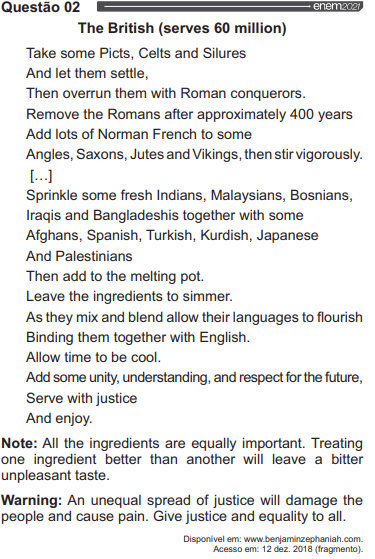 Questão 02
enem2021
The British (serves 60 million)
Take some Picts, Celts and Silures
And let them settle,
Then overrun them with Roman conquerors.
Remove the Romans after approximately 400 years
Add lots of Norman French to some
Angles, Saxons, Jutes and Vikings, then stir vigorously.
[...]
Sprinkle some fresh Indians, Malaysians, Bosnians,
Iraqis and Bangladeshis together with some
Afghans, Spanish, Turkish, Kurdish, Japanese
And Palestinians
Then add to the melting pot.
Leave the ingredients to simmer.
As they mix and blend allow their languages to flourish
Binding them together with English.
Allow time to be cool.
Add some unity, understanding, and respect for the future,
Serve with justice
And enjoy.
Note: All the ingredients are equally important. Treating
one ingredient better than another will leave a bitter
unpleasant taste.
Warning: An unequal spread of justice will damage the
people and cause pain. Give justice and equality to all.
Disponível em: www.benjaminzephaniah.com.
Acesso em: 12 dez. 2018 (fragmento).